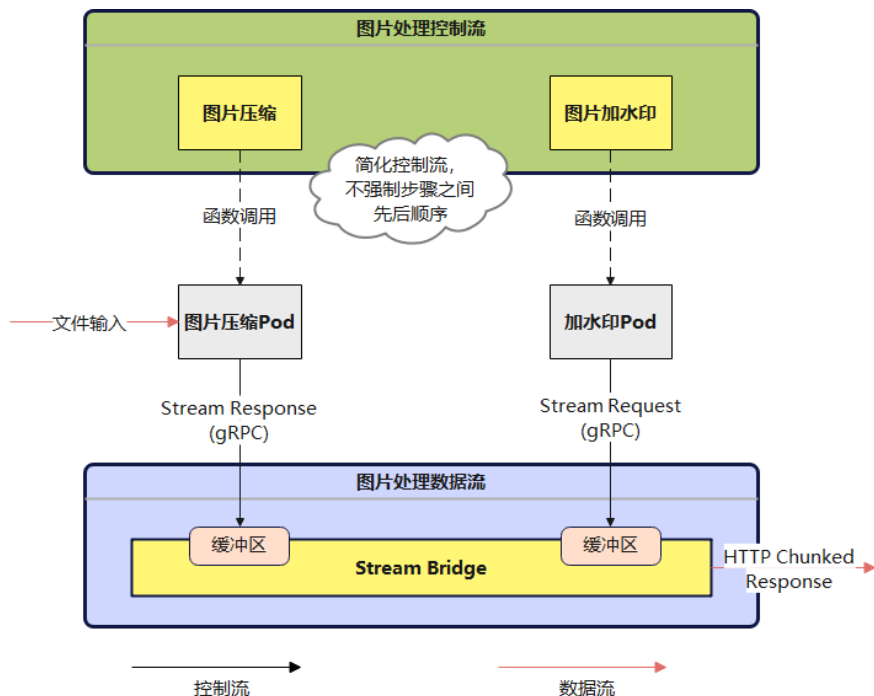 图片处理控制流
图片压缩
图片加水印
简化控制流，
不强制步骤之间
先后顺序
函数调用
函数调用
文件输入
图片压缩Pod
加水印Pod
Stream Response
(gRPC)
Stream Request
(gRPC)
图片处理数据流
缓冲区
缓冲区
Stream Bridge
HTTP Chunked
Response
控制流
数据流